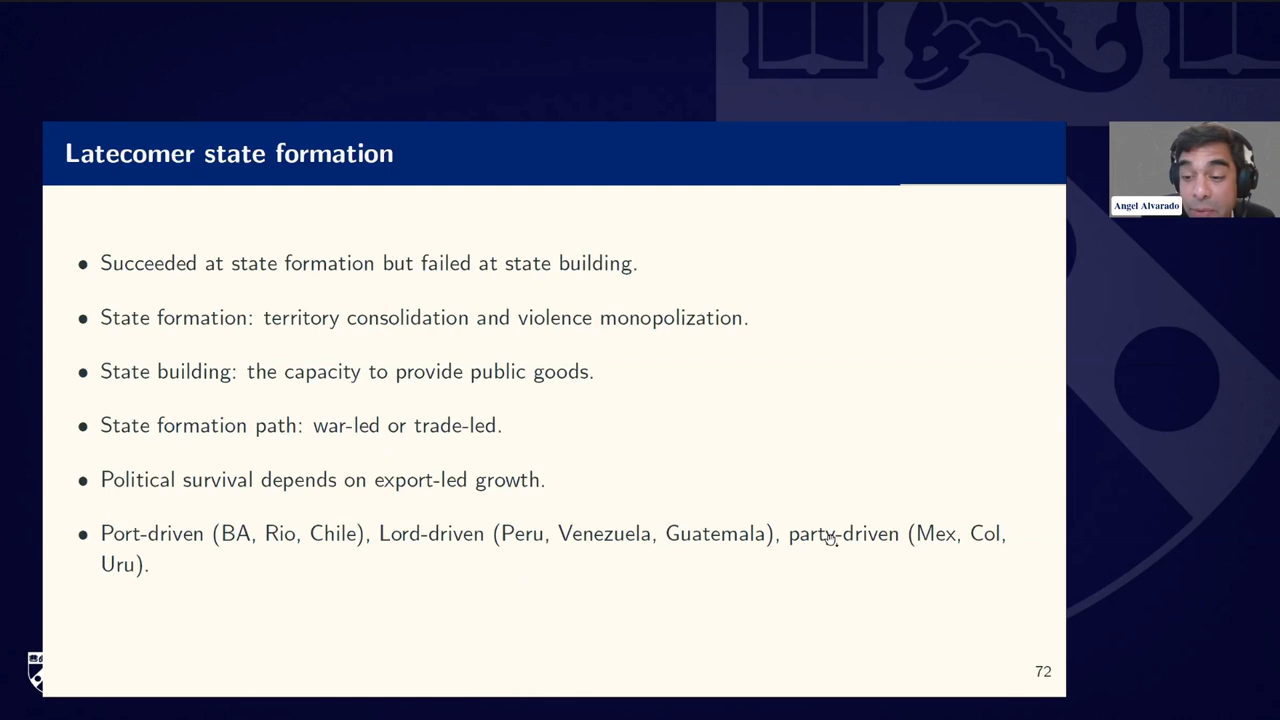 Latecomer state formation
Angel Alvarado
• Succeeded at state formation but failed at state building.
• State formation: territory consolidation and violence monopolization.
• State building: the capacity to provide public goods.
• State formation path: war-led or trade-led.
• Political survival depends on export-led growth.
• Port-driven (BA, Rio, Chile), Lord-driven (Peru, Venezuela, Guatemala), party-driven (Mex, Col,
Uru).
72